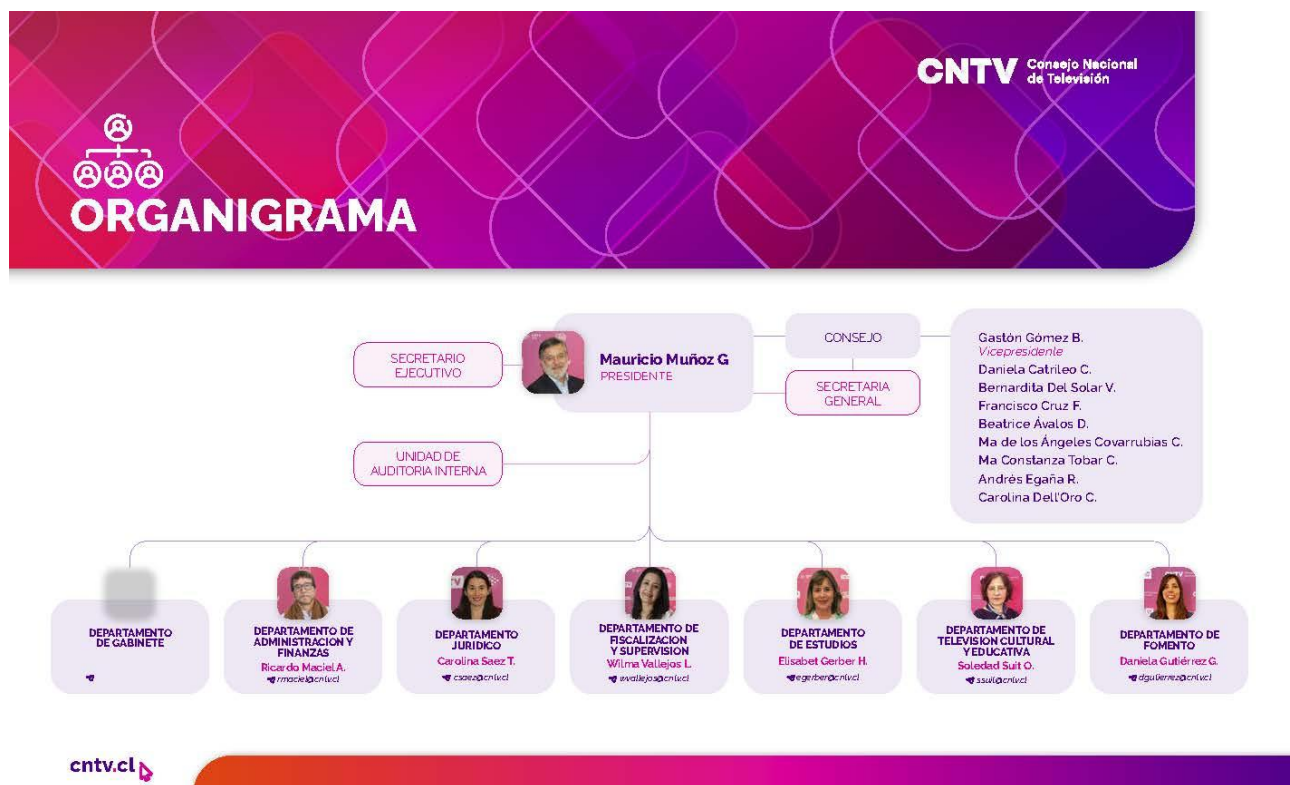 CNTV Consejo Nacional
de Televisión
ORGANIGRAMA
SECRETARIO
EJECUTIVO
Mauricio Muñoz G
PRESIDENTE
CONSEJO
SECRETARIA
GENERAL
UNIDAD DE
AUDITORIA INTERNA
Gastón Gómez B.
Vicepresidente
Daniela Catrileo C.
Bernardita Del Solar V.
Francisco Cruz F.
Beatrice Ávalos D.
Ma de los Ángeles Covarrubias C.
Ma Constanza Tobar C.
Andrés Egaña R.
Carolina Dell'Oro C.
DEPARTAMENTO
DE GABINETE
DEPARTAMENTO DE
ADMINISTRACION Y
FINANZAS
Ricardo Maciel A.
rmaciel@cntv.cl
DEPARTAMENTO
JURIDICO
Carolina Saez T.
csaez@cntv.cl
DEPARTAMENTO DE
FISCALIZACION
Y SUPERVISION
Wilma Vallejos L.
wvallejos@cntv.cl
DEPARTAMENTO
DE ESTUDIOS
Elisabet Gerber H.
egerber@cntv.cl
DEPARTAMENTO DE
TELEVISION CULTURAL
Y EDUCATIVA
Soledad Suit O.
ssuit@cntv.cl
DEPARTAMENTO DE
FOMENTO
Daniela Gutiérrez G.
dgutierrez@cntv.cl
cntv.cl